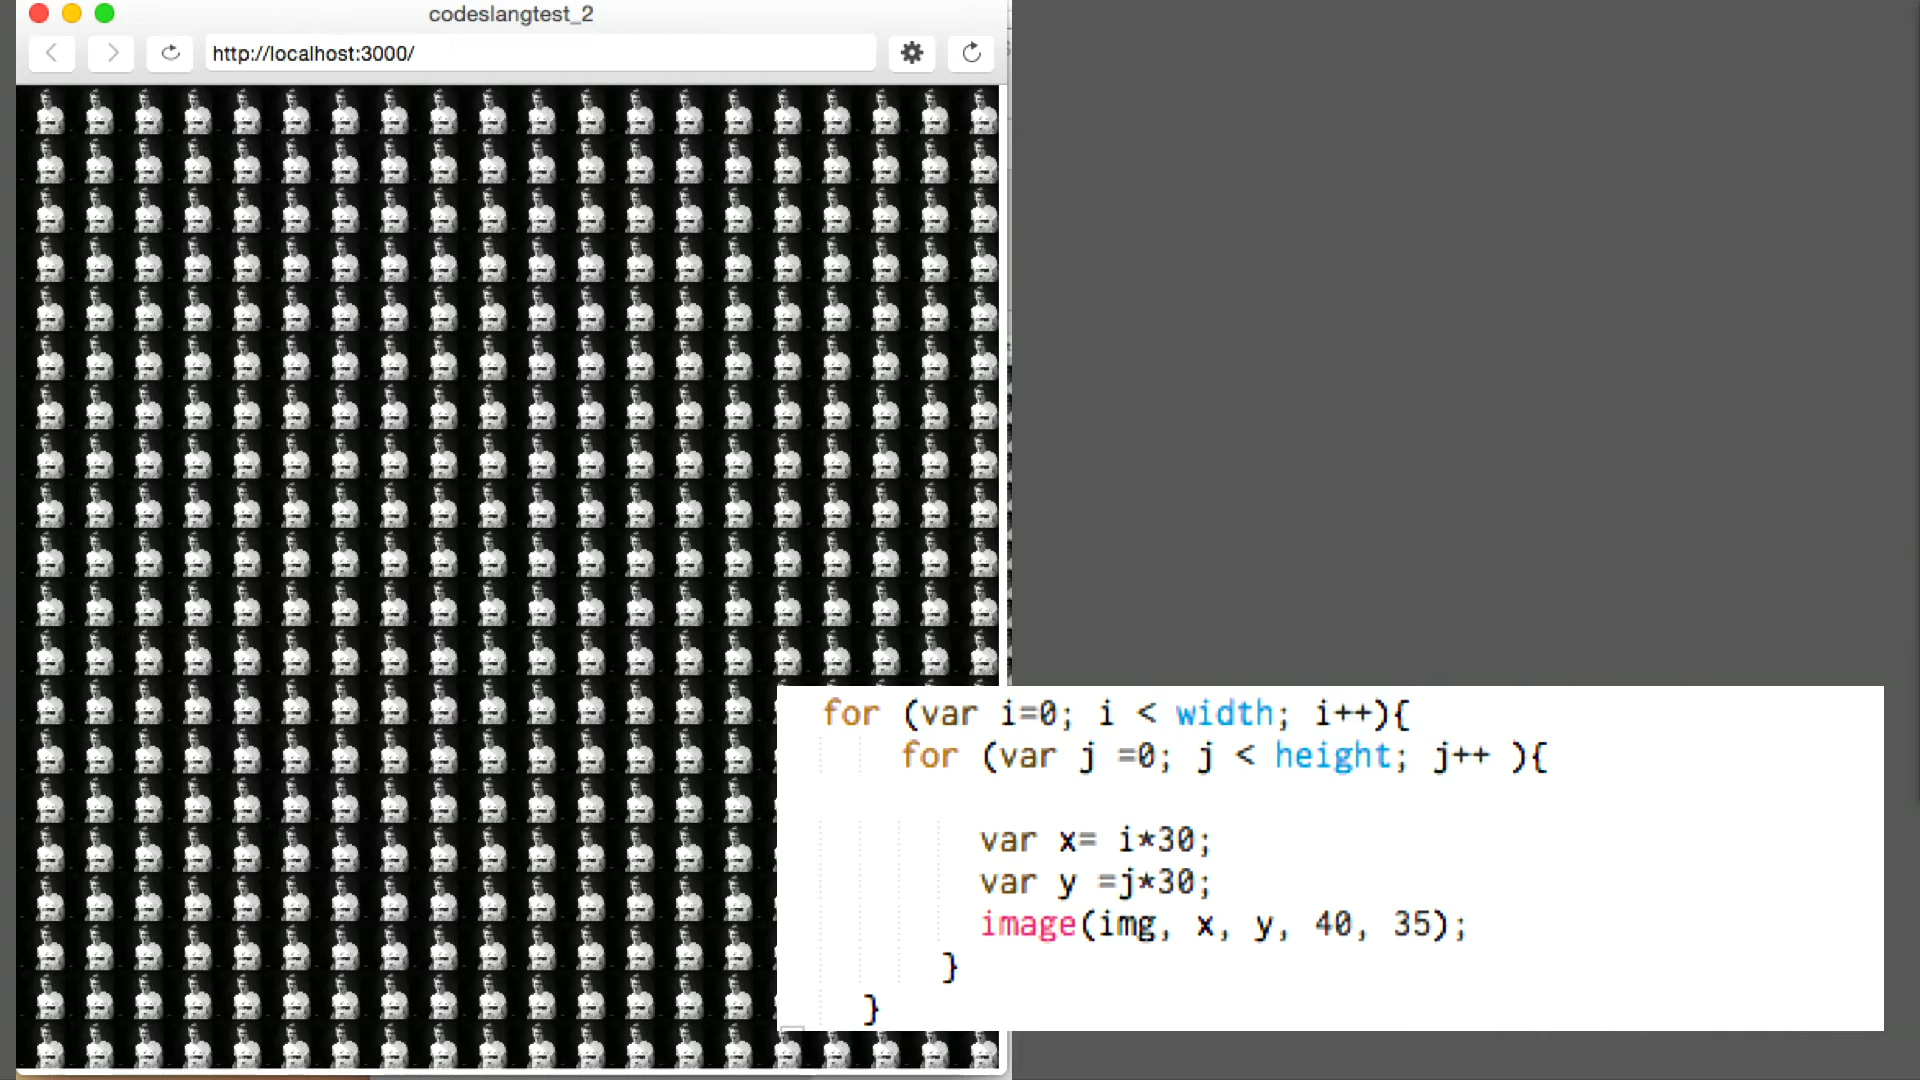 codeslangtest_2
http://localhost:3000/
for (var i=0; i < width; i++){
for (var j =0; j < height; j++ ){
var x= i*30;
var y =j*30;
image(img, x, y, 40, 35);
}
}